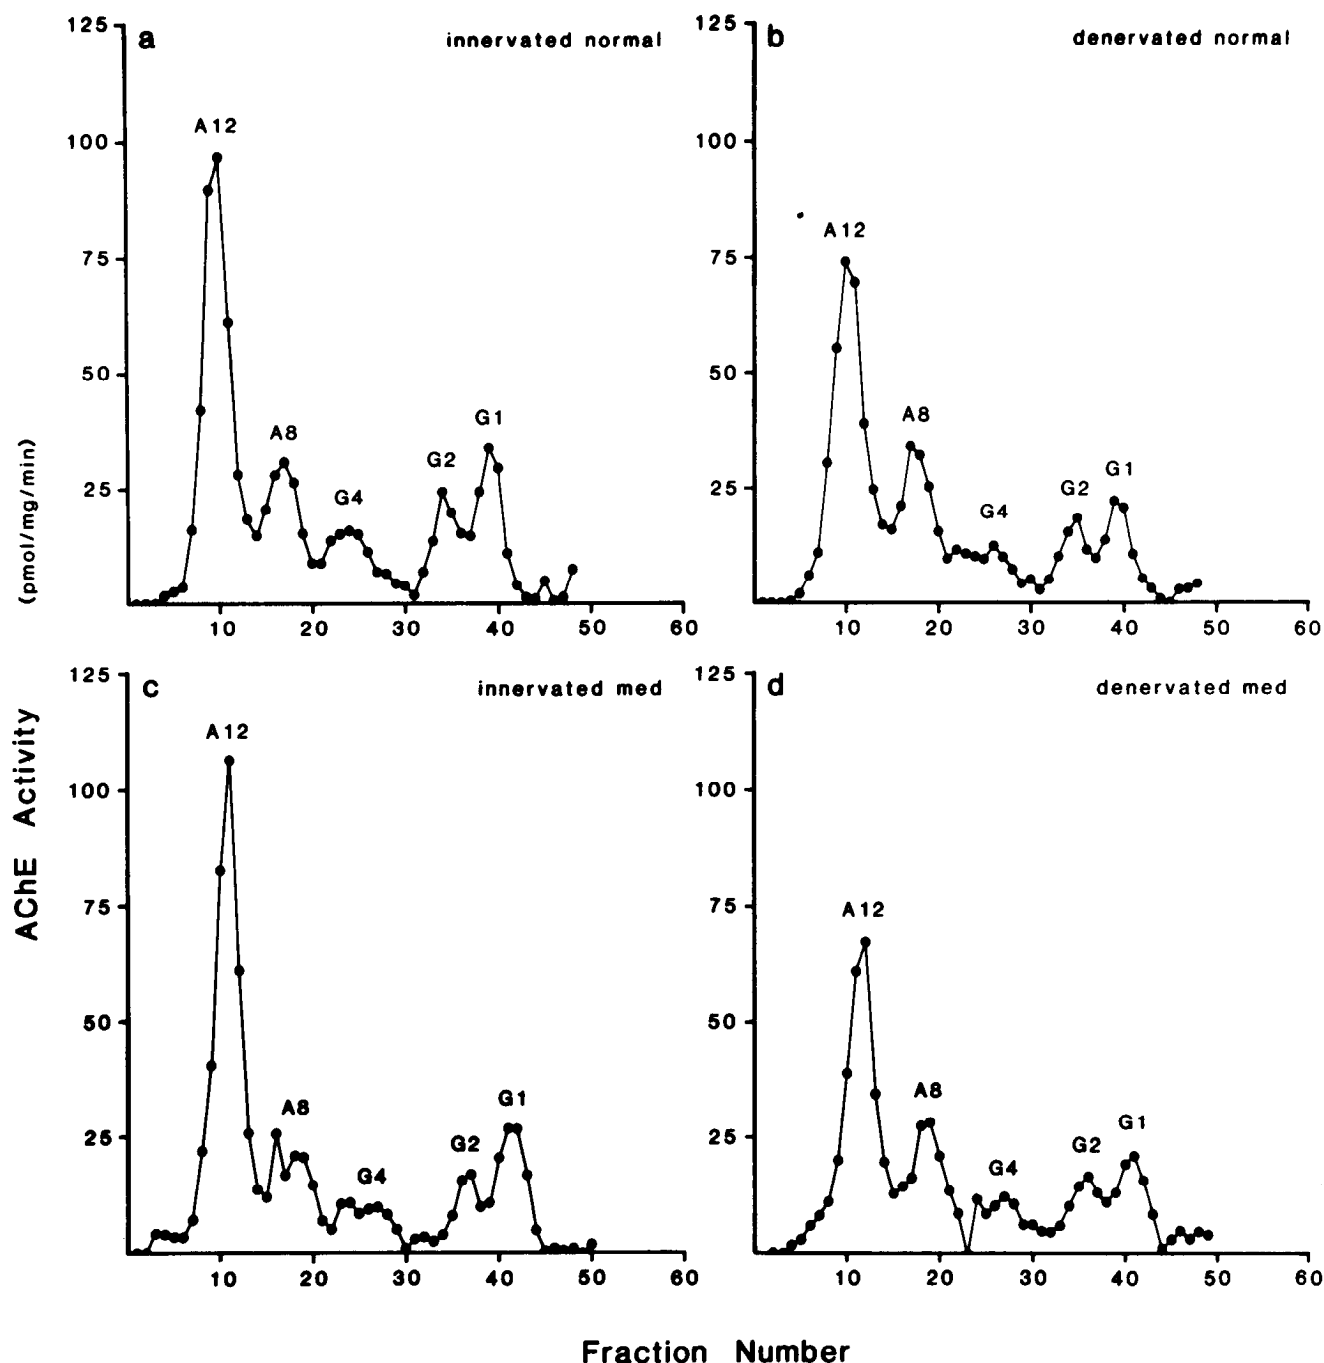 a
innervated normal
125
100
75
50
25
A12
A8
G4
G2
G1
10 20 30 40 50 60
b
denervated normal
125
100
75
50
25
A12
A8
G4
G2
G1
10 20 30 40 50 60
c
innervated med
125
100
75
50
25
A12
A8
G4
G2
G1
10 20 30 40 50 60
d
denervated med
125
100
75
50
25
A12
A8
G4
G2
G1
10 20 30 40 50 60
AChE Activity
(pmol/mg/min)
Fraction Number